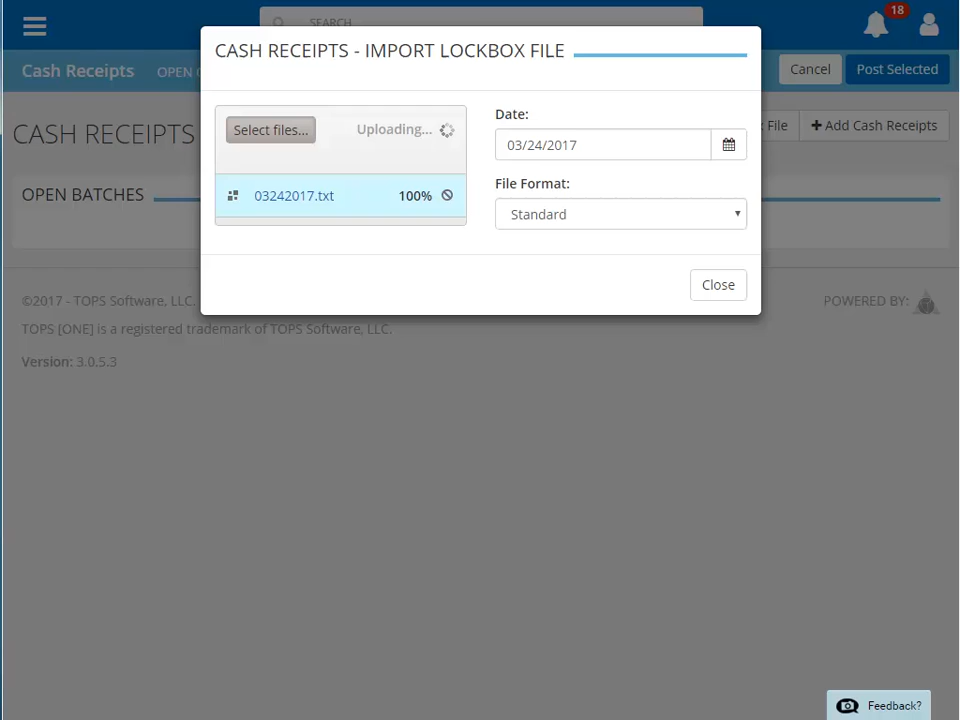 SEARCH
18
Cash Receipts
OPEN
Cancel
Post Selected
CASH RECEIPTS - IMPORT LOCKBOX FILE
Select files...
Uploading...
03242017.txt
100%
Date:
03/24/2017
File Format:
Standard
Close
CASH RECEIPTS
File
+ Add Cash Receipts
OPEN BATCHES
©2017 - TOPS Software, LLC.
POWERED BY:
TOPS [ONE] is a registered trademark of TOPS Software, LLC.
Version: 3.0.5.3
Feedback?